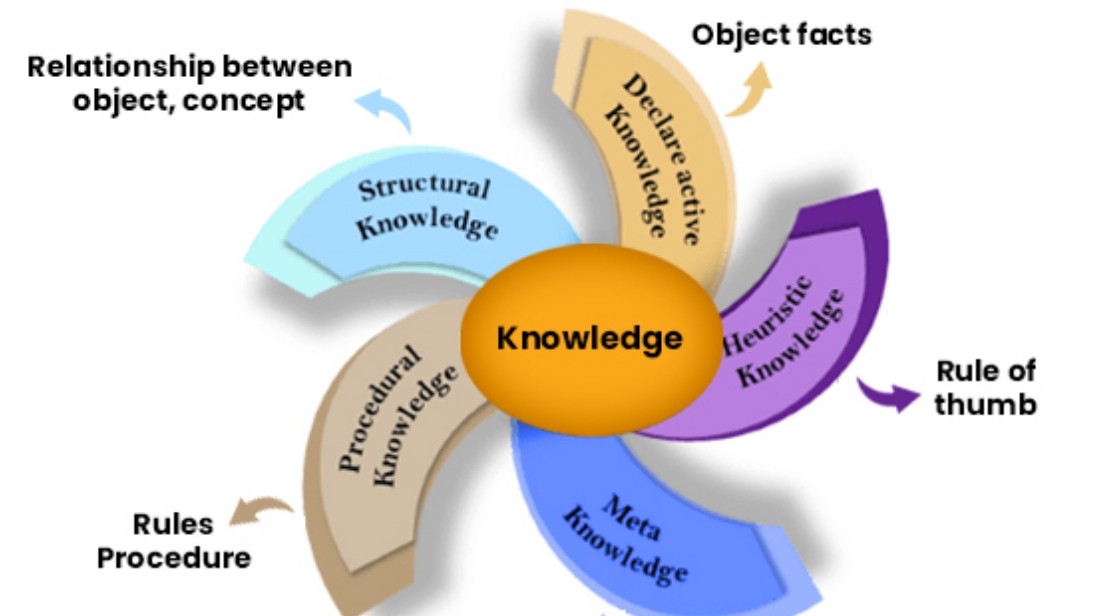 Object facts
Relationship between
object, concept
Declare active
Knowledge
Structural
Knowledge
Heuristic
Knowledge
Knowledge
Procedural
Knowledge
Rule of
thumb
Meta
Knowledge
Rules
Procedure